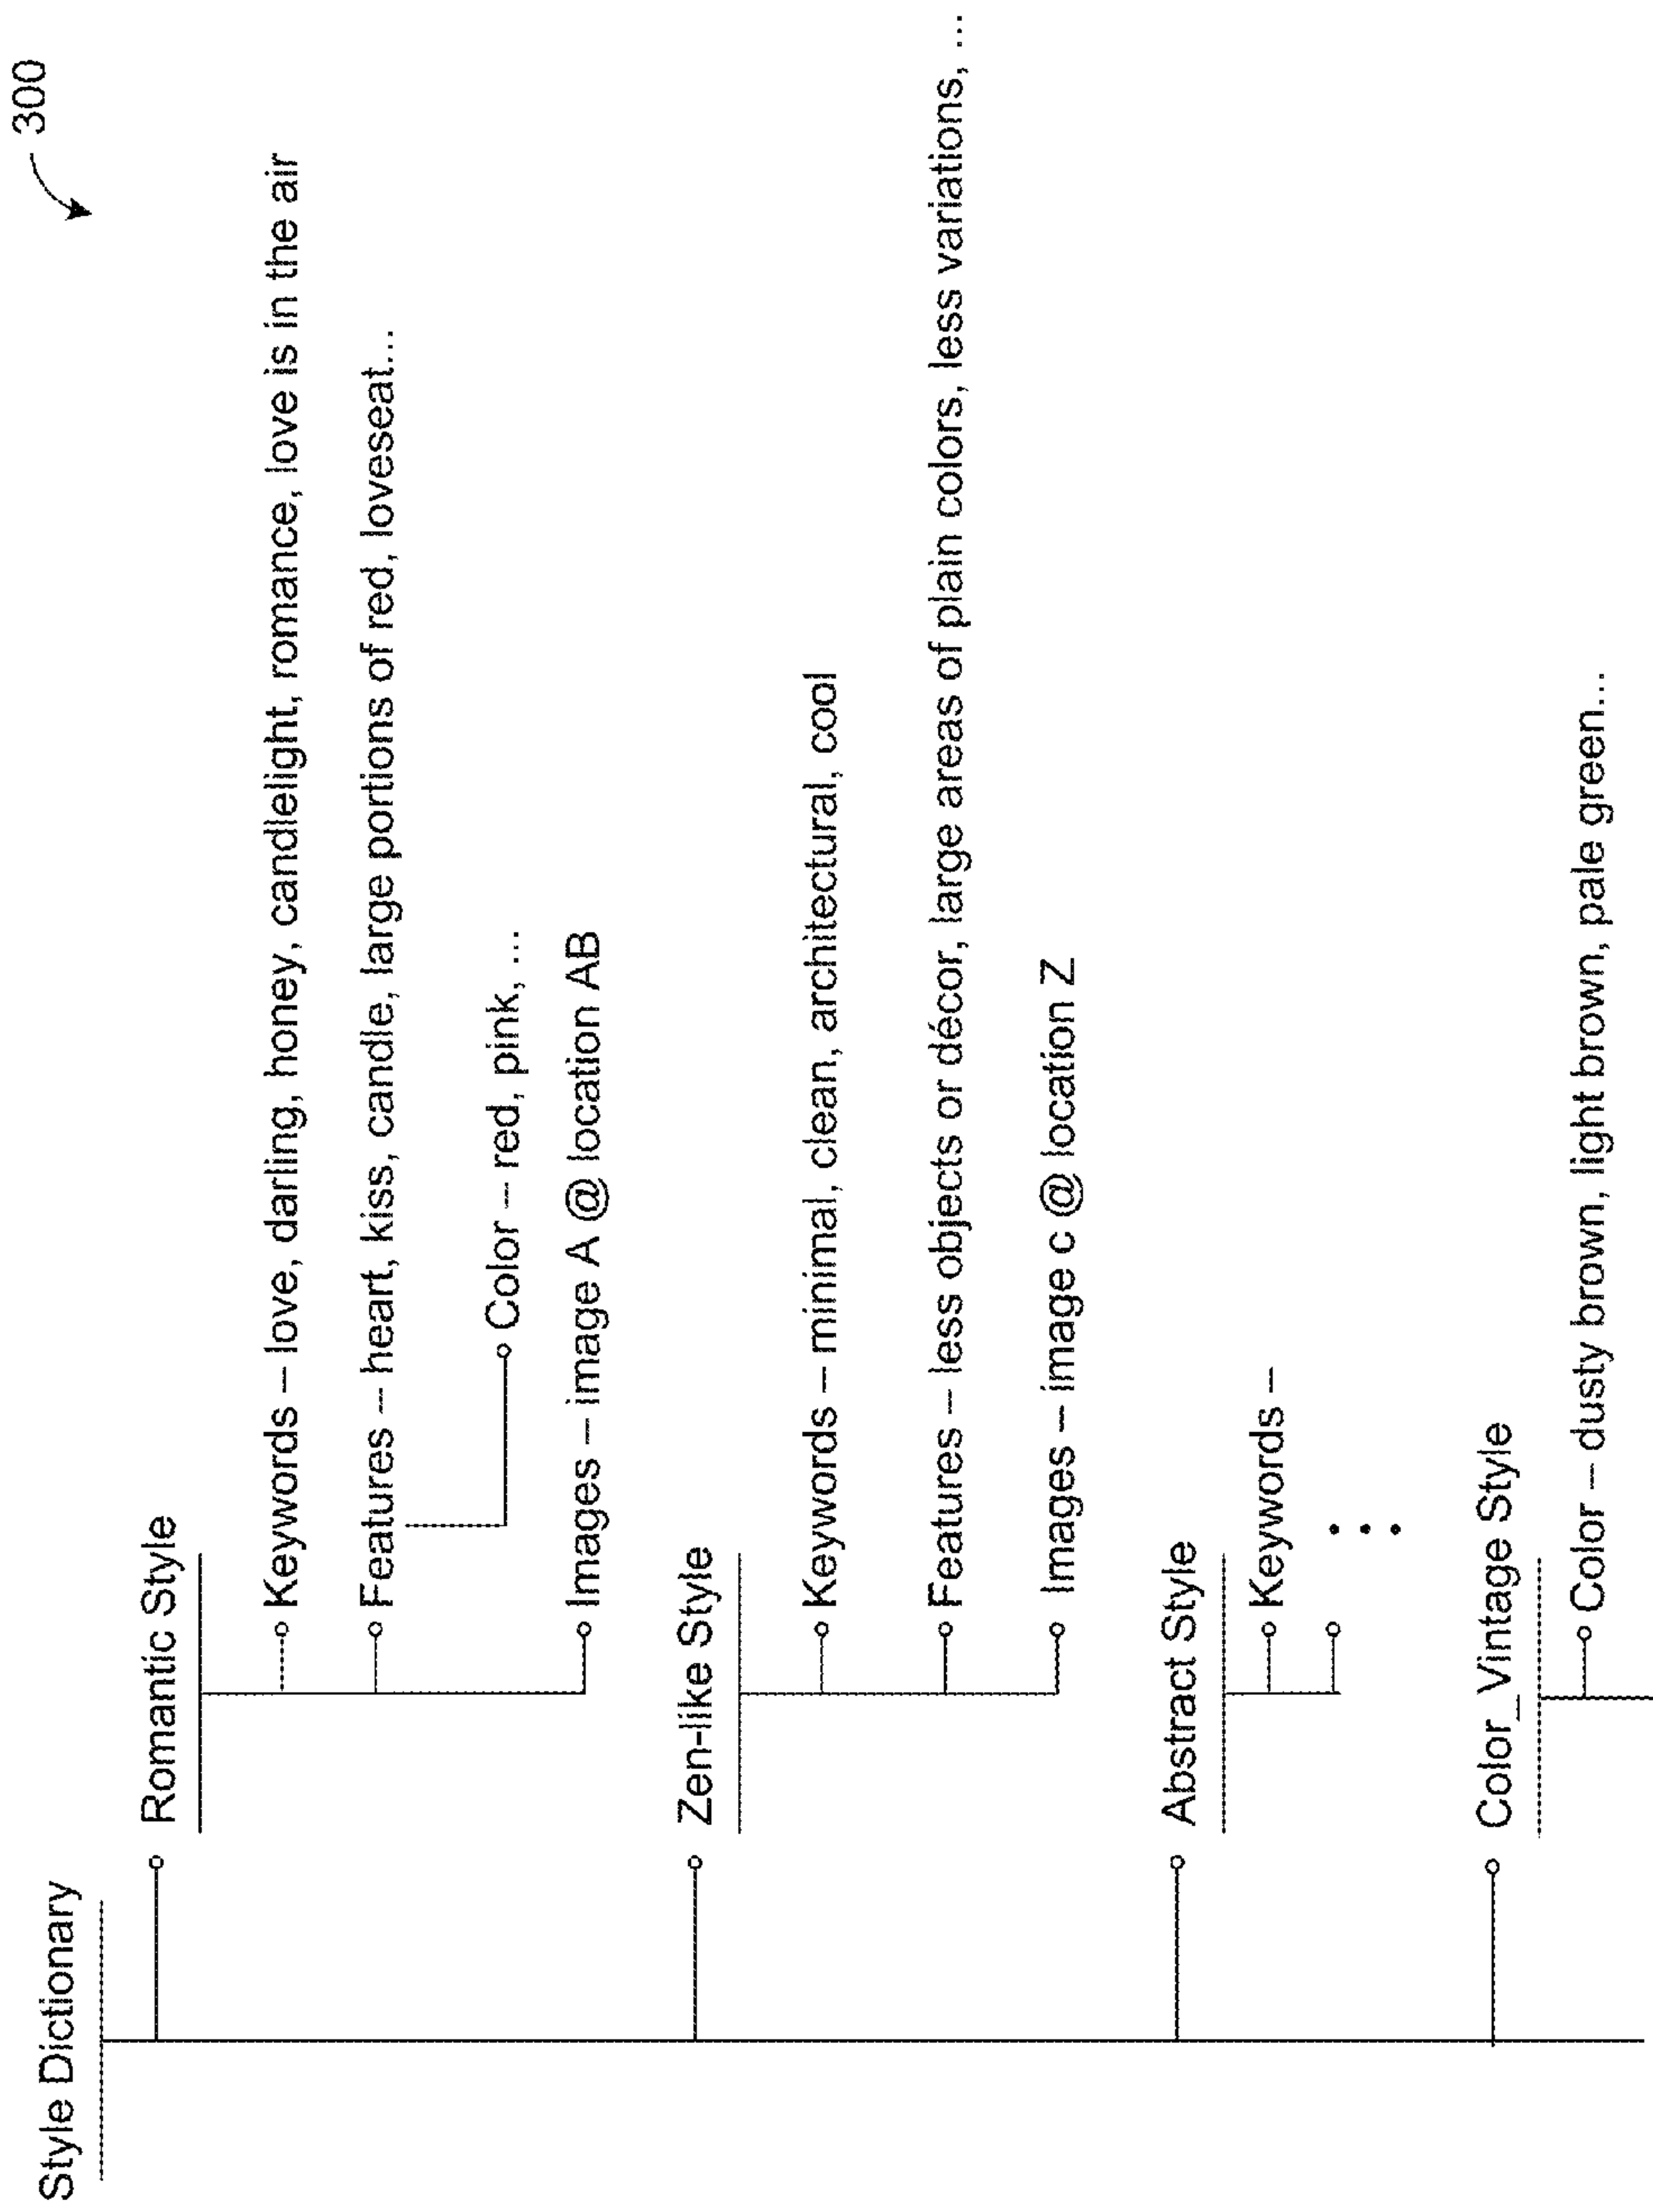 300
Style Dictionary
Romantic Style
Keywords – love, darling, honey, candlelight, romance, love is in the air
Features – heart, kiss, candle, large portions of red, loveseat...
Color – red, pink, ...
Images – image A @ location AB
Zen-like Style
Keywords – minimal, clean, architectural, cool
Features – less objects or décor, large areas of plain colors, less variations, ...
Images – image c @ location Z
Abstract Style
Keywords –
Color_Vintage Style
Color – dusty brown, light brown, pale green...